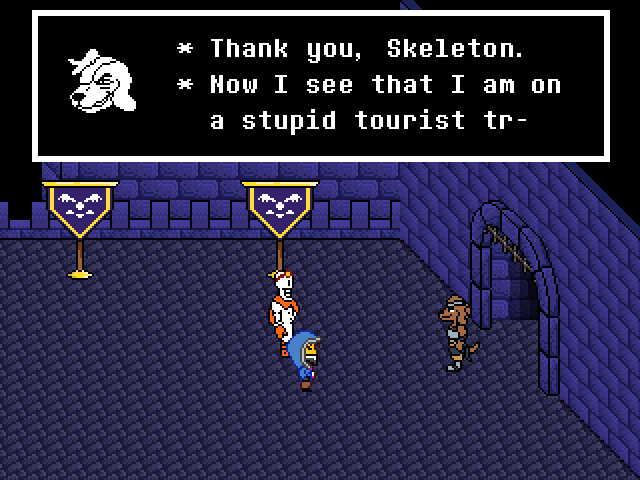 * Thank you, Skeleton.
* Now I see that I am on
a stupid tourist tr-